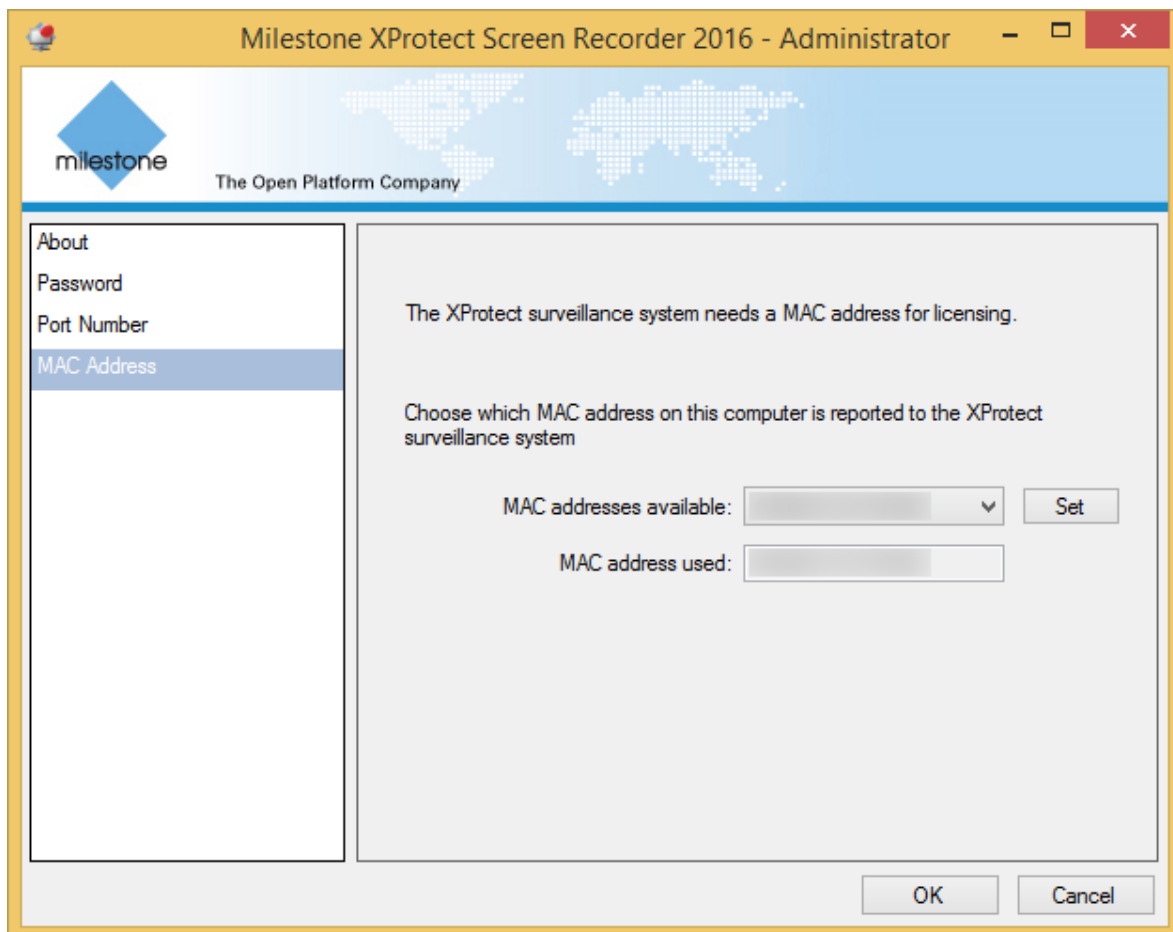 Milestone XProtect Screen Recorder 2016 - Administrator
milestone
The Open Platform Company
About
Password
Port Number
MAC Address
The XProtect surveillance system needs a MAC address for licensing.
Choose which MAC address on this computer is reported to the XProtect
surveillance system
MAC addresses available:
Set
MAC address used:
OK
Cancel